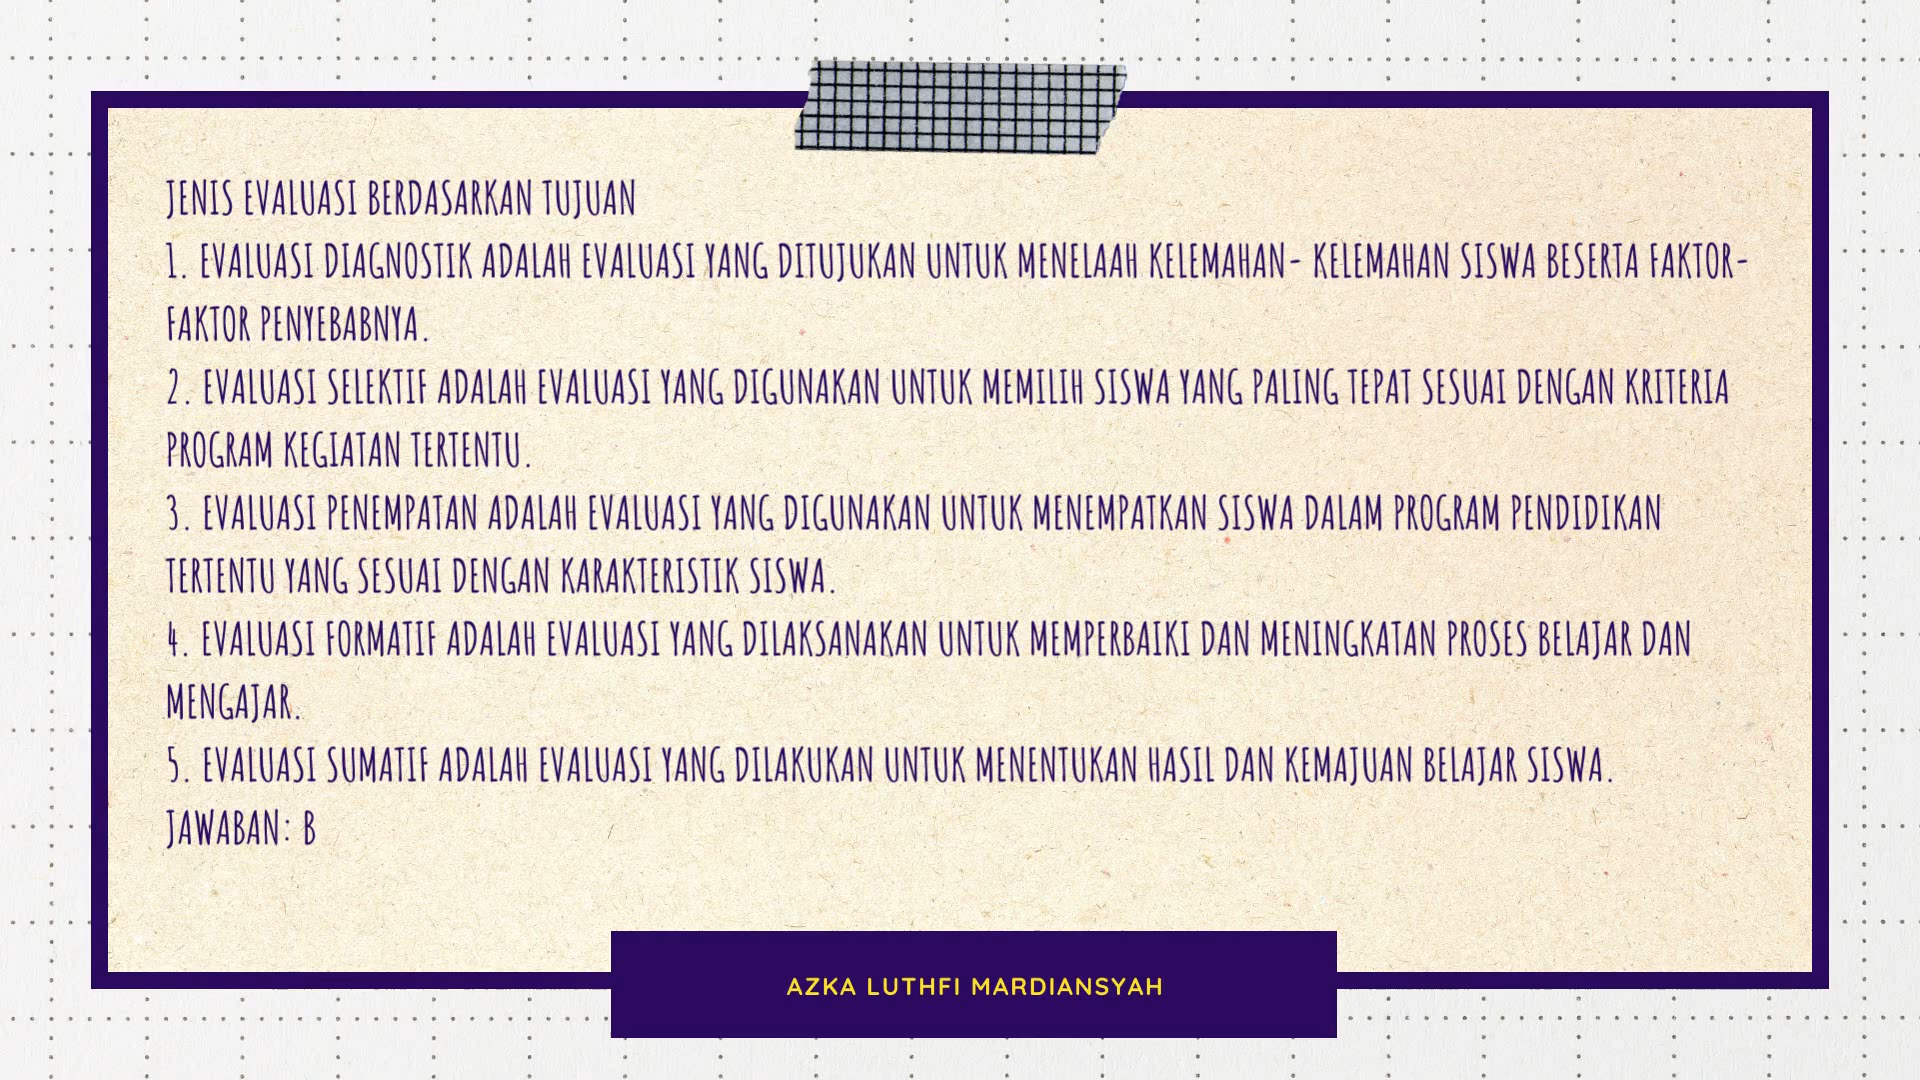 JENIS EVALUASI BERDASARKAN TUJUAN
1. EVALUASI DIAGNOSTIK ADALAH EVALUASI YANG DITUJUKAN UNTUK MENELAAH KELEMAHAN- KELEMAHAN SISWA BESERTA FAKTOR-
FAKTOR PENYEBABNYA.
2. EVALUASI SELEKTIF ADALAH EVALUASI YANG DIGUNAKAN UNTUK MEMILIH SISWA YANG PALING TEPAT SESUAI DENGAN KRITERIA
PROGRAM KEGIATAN TERTENTU.
3. EVALUASI PENEMPATAN ADALAH EVALUASI YANG DIGUNAKAN UNTUK MENEMPATKAN SISWA DALAM PROGRAM PENDIDIKAN
TERTENTU YANG SESUAI DENGAN KARAKTERISTIK SISWA.
4. EVALUASI FORMATIF ADALAH EVALUASI YANG DILAKSANAKAN UNTUK MEMPERBAIKI DAN MENINGKATAN PROSES BELAJAR DAN
MENGAJAR.
5. EVALUASI SUMATIF ADALAH EVALUASI YANG DILAKUKAN UNTUK MENENTUKAN HASIL DAN KEMAJUAN BELAJAR SISWA.
JAWABAN: B
AZKA LUTHFI MARDIANSYAH